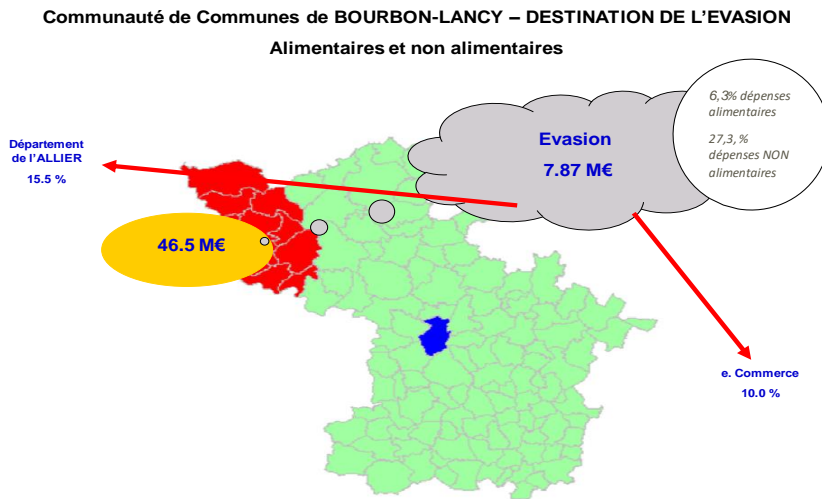 Communauté de Communes de BOURBON-LANCY – DESTINATION DE L'EVASION
Alimentaires et non alimentaires
6,3% dépenses
alimentaires
27,3,%
dépenses NON
alimentaires
Evasion
7.87 M€
Département
de l'ALLIER
15.5 %
46.5 M€
e. Commerce
10.0 %